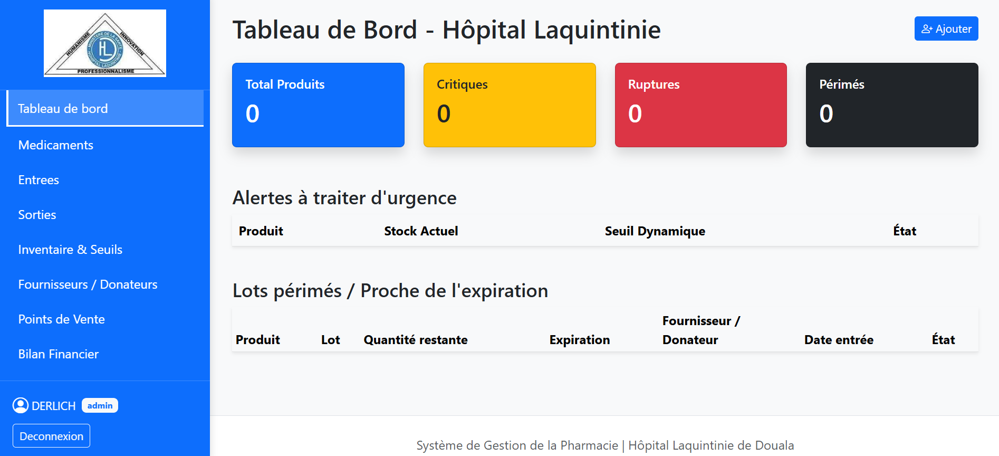 HUMANISME
INNOVATION
MINISTERE DE LA SANTE
HL
HOPITAL LAQUINTINIE
PROFESSIONNALISME
Tableau de bord
Medicaments
Entrees
Sorties
Inventaire & Seuils
Fournisseurs / Donateurs
Points de Vente
Bilan Financier
DERLICH admin
Deconnexion
Tableau de Bord - Hôpital Laquintinie
Ajouter
Total Produits
0
Critiques
0
Ruptures
0
Périmés
0
Alertes à traiter d'urgence
Produit Stock Actuel Seuil Dynamique État
Lots périmés / Proche de l'expiration
Produit Lot Quantité restante Expiration Fournisseur /
Donateur Date entrée État
Système de Gestion de la Pharmacie | Hôpital Laquintinie de Douala